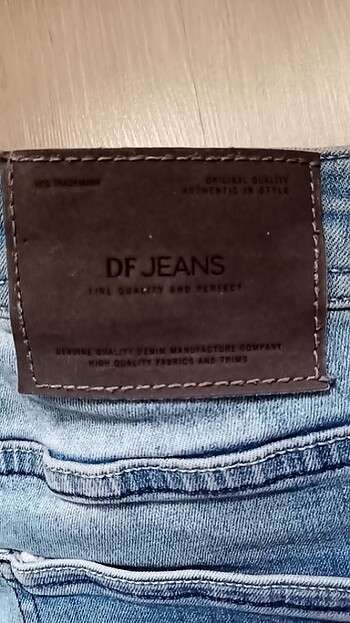 DF'S TRADEMARK
ORIGINAL QUALITY
AUTHENTIC IN STYLE
DF JEANS
FINE QUALITY AND PERFECT
GENUINE QUALITY DENIM MANUFACTURE COMPANY
HIGH QUALITY FABRICS AND TRIMS